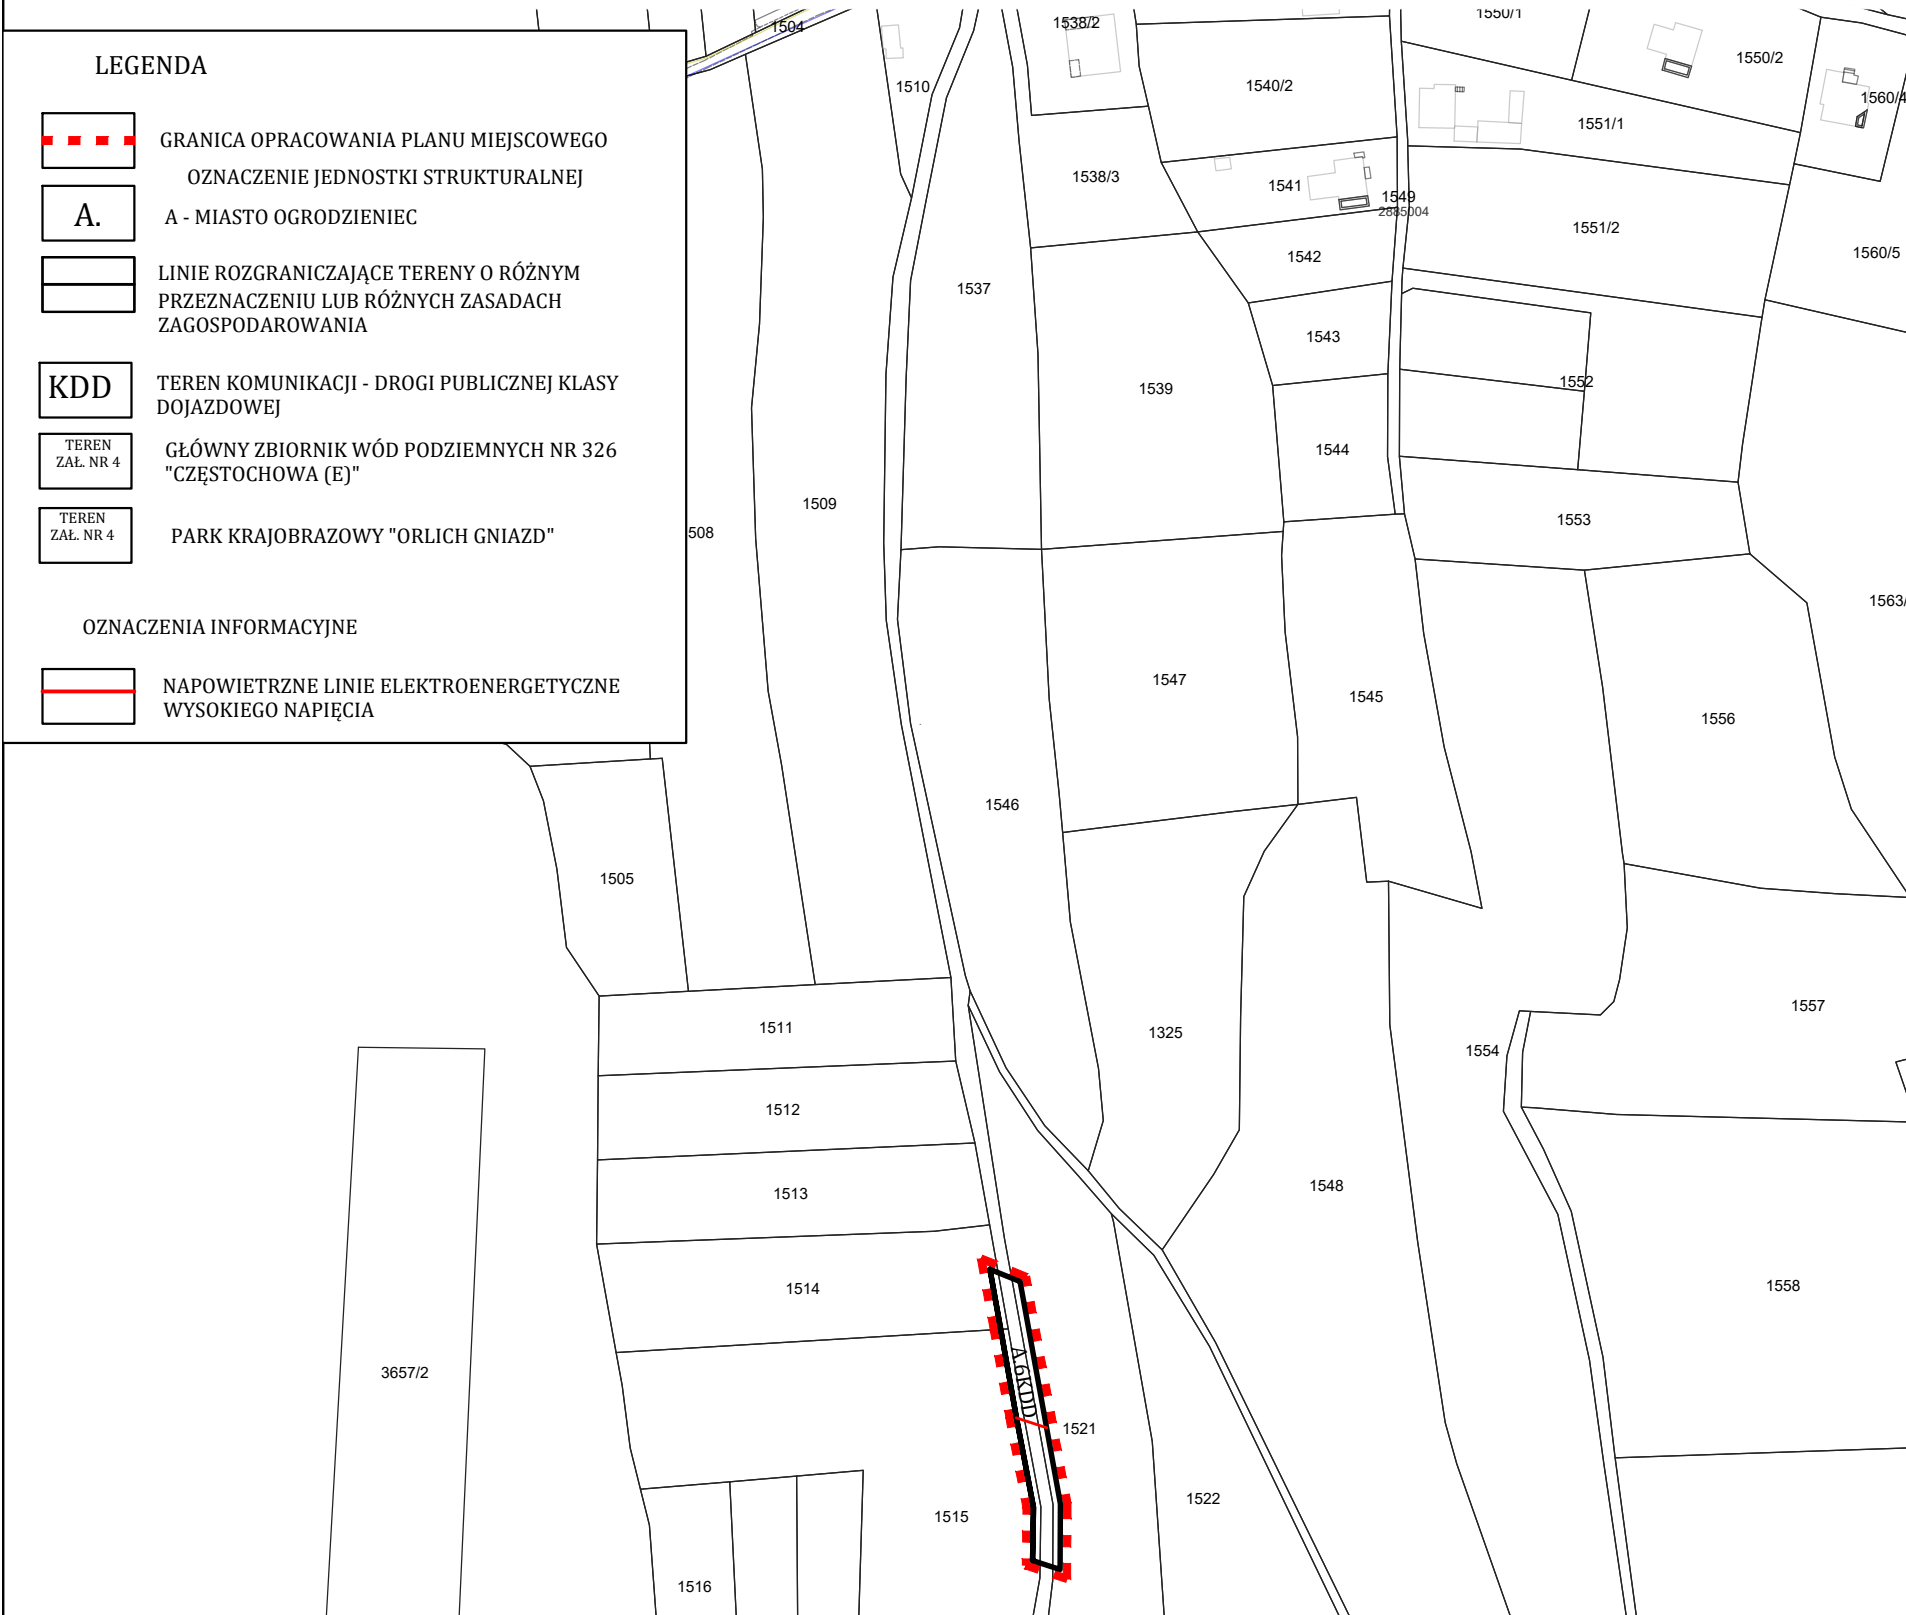 LEGENDA
GRANICA OPRACOWANIA PLANU MIEJSCOWEGO
OZNACZENIE JEDNOSTKI STRUKTURALNEJ
A.
A - MIASTO OGRODZIENIEC
LINIE ROZGRANICZAJĄCE TERENY O RÓŻNYM
PRZEZNACZENIU LUB RÓŻNYCH ZASADACH
ZAGOSPODAROWANIA
KDD
TEREN KOMUNIKACJI - DROGI PUBLICZNEJ KLASY
DOJAZDOWEJ
TEREN
ZAŁ. NR 4
GŁÓWNY ZBIORNIK WÓD PODZIEMNYCH NR 326
"CZĘSTOCHOWA (E)"
TEREN
ZAŁ. NR 4
PARK KRAJOBRAZOWY "ORLICH GNIAZD"
OZNACZENIA INFORMACYJNE
NAPOWIETRZNE LINIE ELEKTROENERGETYCZNE
WYSOKIEGO NAPIĘCIA
1504
1538/2
1550/1
1550/2
1510
1540/2
1560/4
1551/1
1538/3
1541
1549
2885004
1551/2
1560/5
1542
1537
1543
1539
1552
1544
1509
1553
508
1563/
1547
1545
1556
1546
1505
1557
1511
1325
1554
1512
1548
1513
1514
1558
3657/2
A.6KDD
1521
1522
1515
1516